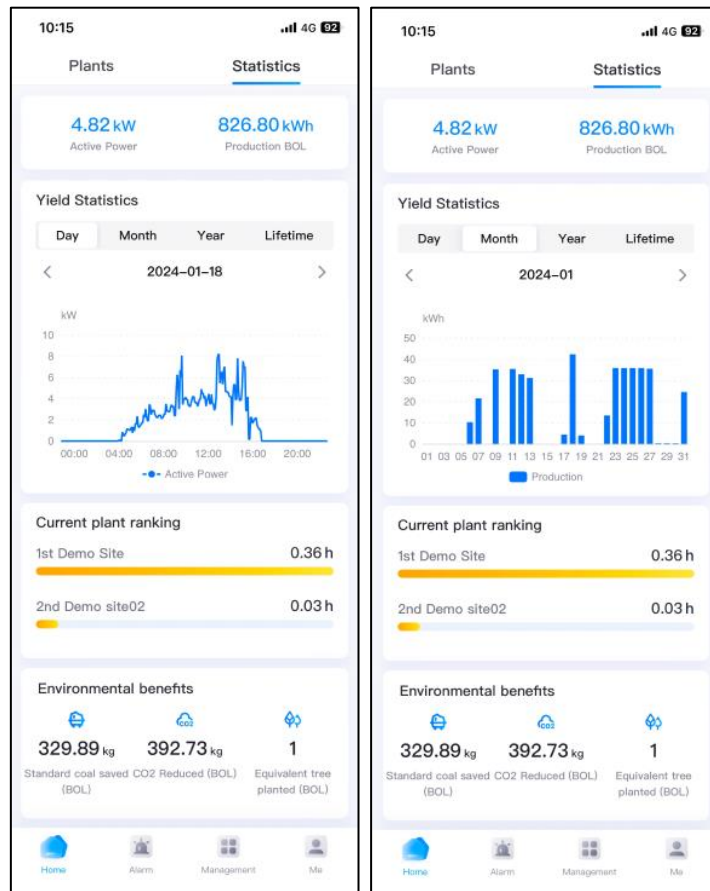 10:15
4G 92
Plants Statistics
4.82 kW 826.80 kWh
Active Power Production BOL
Yield Statistics
Day Month Year Lifetime
2024-01-18
kW
10
8
6
4
2
0
00:00 04:00 08:00 12:00 16:00 20:00
Active Power
Current plant ranking
1st Demo Site 0.36 h
2nd Demo site02 0.03 h
Environmental benefits
CO2
329.89 kg 392.73 kg 1
Standard coal saved CO2 Reduced (BOL) Equivalent tree
(BOL) planted (BOL)
Home Alarm Management Me
10:15
4G 92
Plants Statistics
4.82 kW 826.80 kWh
Active Power Production BOL
Yield Statistics
Day Month Year Lifetime
2024-01
kWh
50
40
30
20
10
0
01 03 05 07 09 11 13 15 17 19 21 23 25 27 29 31
Production
Current plant ranking
1st Demo Site 0.36 h
2nd Demo site02 0.03 h
Environmental benefits
CO2
329.89 kg 392.73 kg 1
Standard coal saved CO2 Reduced (BOL) Equivalent tree
(BOL) planted (BOL)
Home Alarm Management Me